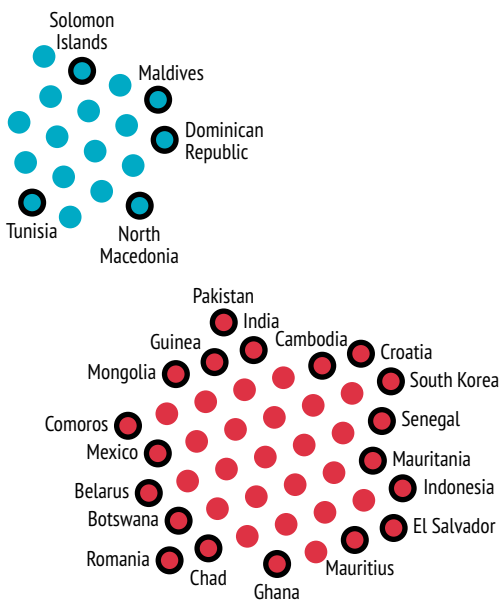 Solomon
Islands
Maldives
Dominican
Republic
Tunisia
North
Macedonia
Pakistan
India
Guinea
Cambodia
Croatia
Mongolia
South Korea
Comoros
Senegal
Mexico
Mauritania
Belarus
Indonesia
Botswana
El Salvador
Romania
Chad
Mauritius
Ghana